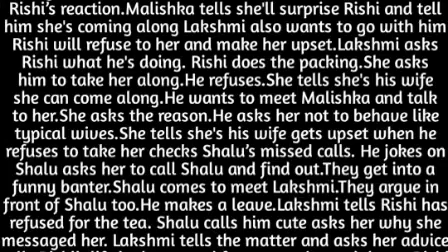 Rishi's reaction.Malishka tells she'll surprise Rishi and tell
him she's coming along Lakshmi also wants to go with him
Rishi will refuse to her and make her upset.Lakshmi asks
Rishi what he's doing. Rishi does the packing.She asks
him to take her along.He refuses.She tells she's his wife
she can come along.He wants to meet Malishka and talk
to her.She asks the reason.He asks her not to behave like
typical wives.She tells she's his wife gets upset when he
refuses to take her checks Shalu's missed calls. He jokes on
Shalu asks her to call Shalu and find out.They get into a
funny banter.Shalu comes to meet Lakshmi.They argue in
front of Shalu too.He makes a leave.Lakshmi tells Rishi has
refused for the tea. Shalu calls him cute asks her why she
messaged her. Lakshmi tells the matter and asks her advice